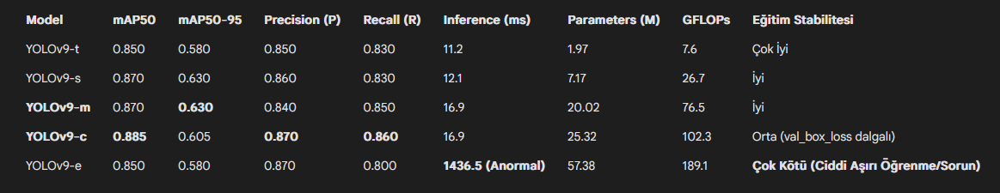 Model mAP50 mAP50-95 Precision (P) Recall (R) Inference (ms) Parameters (M) GFLOPs Eğitim Stabilitesi
YOLOv9-t 0.850 0.580 0.850 0.830 11.2 1.97 7.6 Çok İyi
YOLOv9-s 0.870 0.630 0.860 0.830 12.1 7.17 26.7 İyi
YOLOv9-m 0.870 0.630 0.840 0.850 16.9 20.02 76.5 İyi
YOLOv9-c 0.885 0.605 0.870 0.860 16.9 25.32 102.3 Orta (val_box_loss dalgalı)
YOLOv9-e 0.850 0.580 0.870 0.800 1436.5 (Anormal) 57.38 189.1 Çok Kötü (Ciddi Aşırı Öğrenme/Sorun)